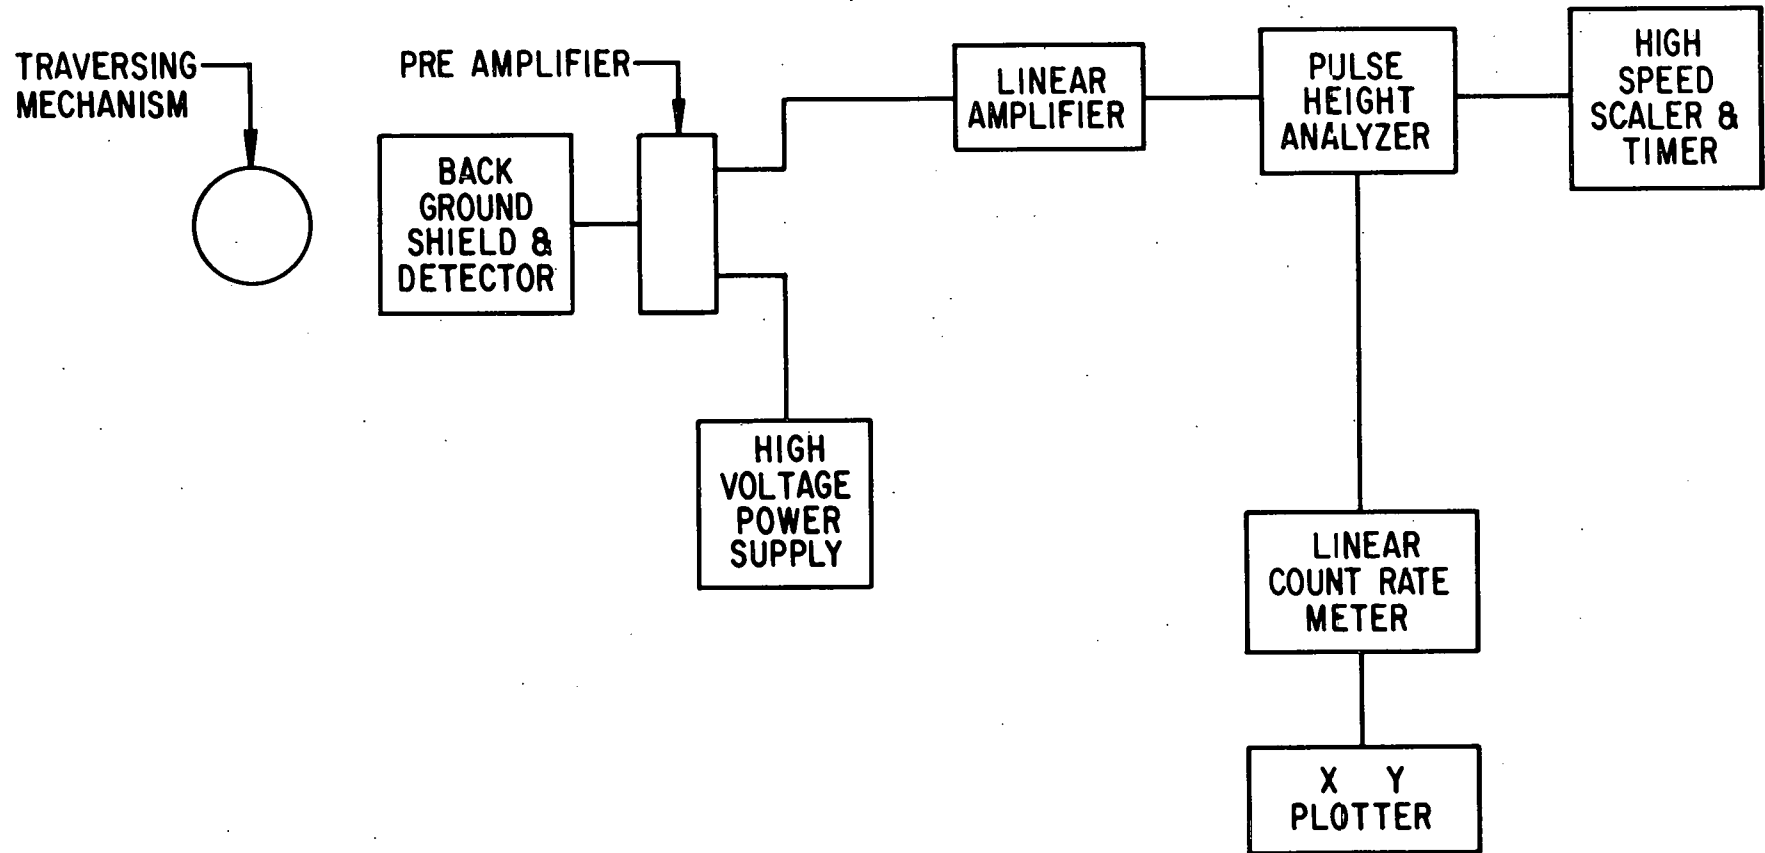 TRAVERSING
MECHANISM
PRE AMPLIFIER
BACK
GROUND
SHIELD &
DETECTOR
HIGH
VOLTAGE
POWER
SUPPLY
LINEAR
AMPLIFIER
PULSE
HEIGHT
ANALYZER
HIGH
SPEED
SCALER &
TIMER
LINEAR
COUNT RATE
METER
X Y
PLOTTER